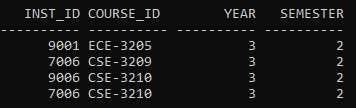 INST_ID COURSE_ID YEAR SEMESTER
---------- ---------- ---------- ----------
9001 ECE-3205 3 2
7006 CSE-3209 3 2
9006 CSE-3210 3 2
7006 CSE-3210 3 2